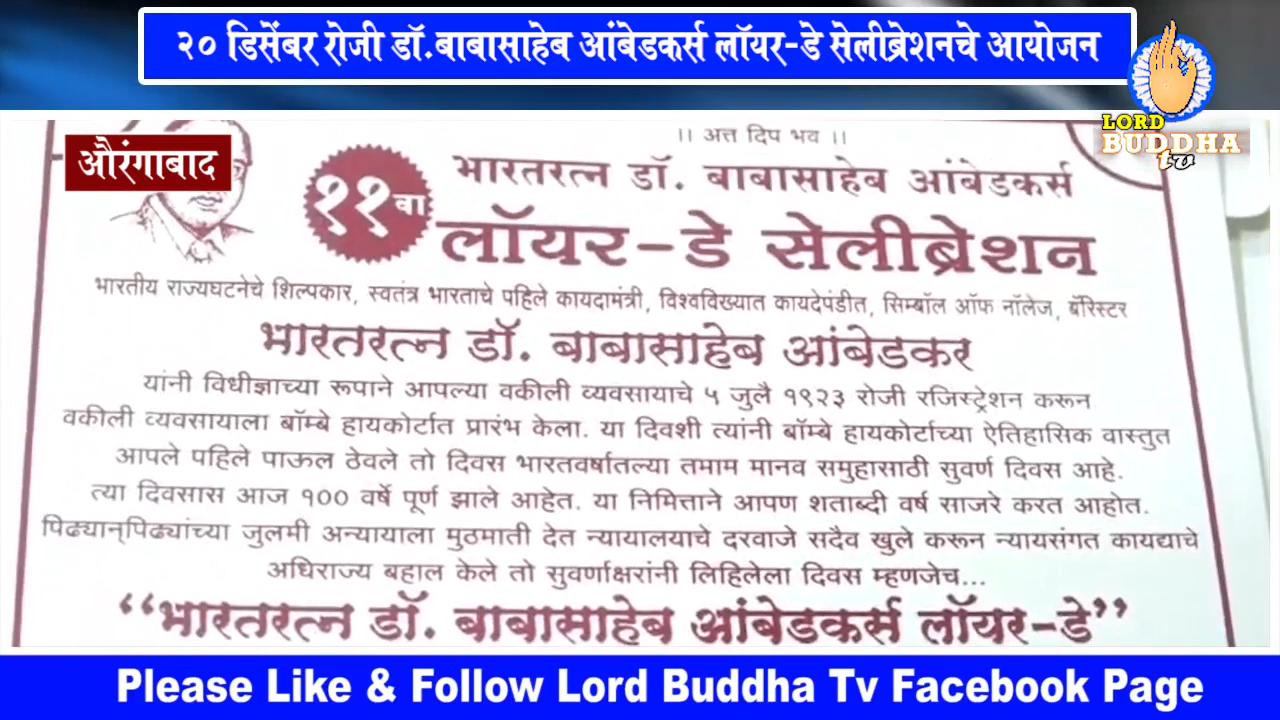 २० डिसेंबर रोजी डॉ.बाबासाहेब आंबेडकर्स लॉयर-डे सेलीब्रेशनचे आयोजन
LORD
BUDDHA
tv
औरंगाबाद
।। अत्त दिप भव ।।
११वा
भारतरत्न डॉ. बाबासाहेब आंबेडकर्स
लॉयर-डे सेलीब्रेशन
भारतीय राज्यघटनेचे शिल्पकार, स्वतंत्र भारताचे पहिले कायदामंत्री, विश्वविख्यात कायदेपंडीत, सिम्बॉल ऑफ नॉलेज, बॅरिस्टर
भारतरत्न डॉ. बाबासाहेब आंबेडकर
यांनी विधीज्ञाच्या रूपाने आपल्या वकीली व्यवसायाचे ५ जुलै १९२३ रोजी रजिस्ट्रेशन करून
वकीली व्यवसायाला बॉम्बे हायकोर्टात प्रारंभ केला. या दिवशी त्यांनी बॉम्बे हायकोर्टाच्या ऐतिहासिक वास्तुत
आपले पहिले पाऊल ठेवले तो दिवस भारतवर्षातल्या तमाम मानव समुहासाठी सुवर्ण दिवस आहे.
त्या दिवसास आज १०० वर्षे पूर्ण झाले आहेत. या निमित्ताने आपण शताब्दी वर्ष साजरे करत आहोत.
पिढ्यान्‌पिढ्यांच्या जुलमी अन्यायाला मुठमाती देत न्यायालयाचे दरवाजे सदैव खुले करून न्यायसंगत कायद्याचे
अधिराज्य बहाल केले तो सुवर्णाक्षरांनी लिहिलेला दिवस म्हणजेच...
“भारतरत्न डॉ. बाबासाहेब आंबेडकर्स लॉयर-डे”
Please Like & Follow Lord Buddha Tv Facebook Page